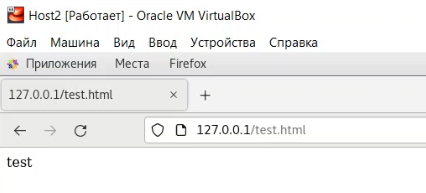 Host2 [Работает] - Oracle VM VirtualBox
Файл Машина Вид Ввод Устройства Справка
Приложения Места Firefox
127.0.0.1/test.html × +
127.0.0.1/test.html
test